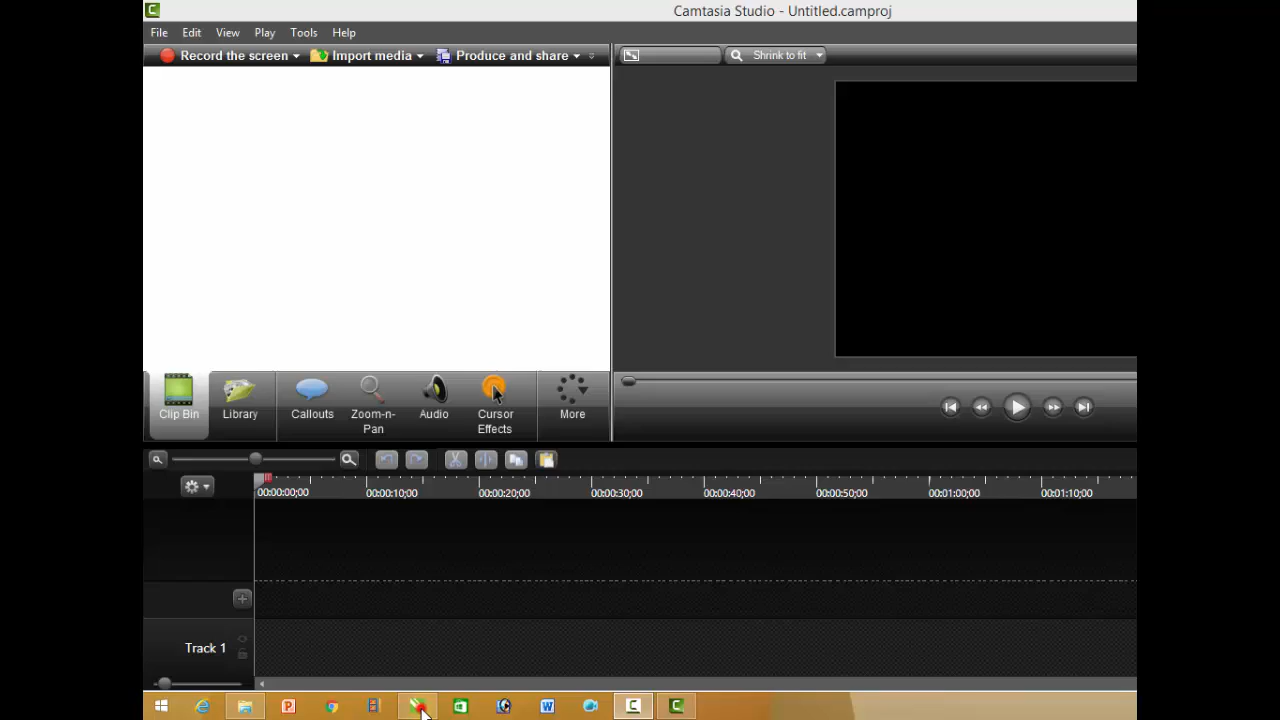 Camtasia Studio - Untitled.camproj
File Edit View Play Tools Help
Record the screen Import media Produce and share Shrink to fit
Clip Bin Library Callouts Zoom-n-Pan Audio Cursor Effects More
00:00:00;00 00:00:10;00 00:00:20;00 00:00:30;00 00:00:40;00 00:00:50;00 00:01:00;00 00:01:10;00
Track 1